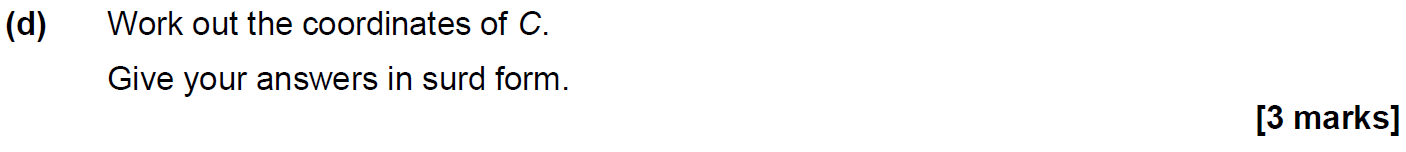 (d) Work out the coordinates of C.
Give your answers in surd form.
[3 marks]